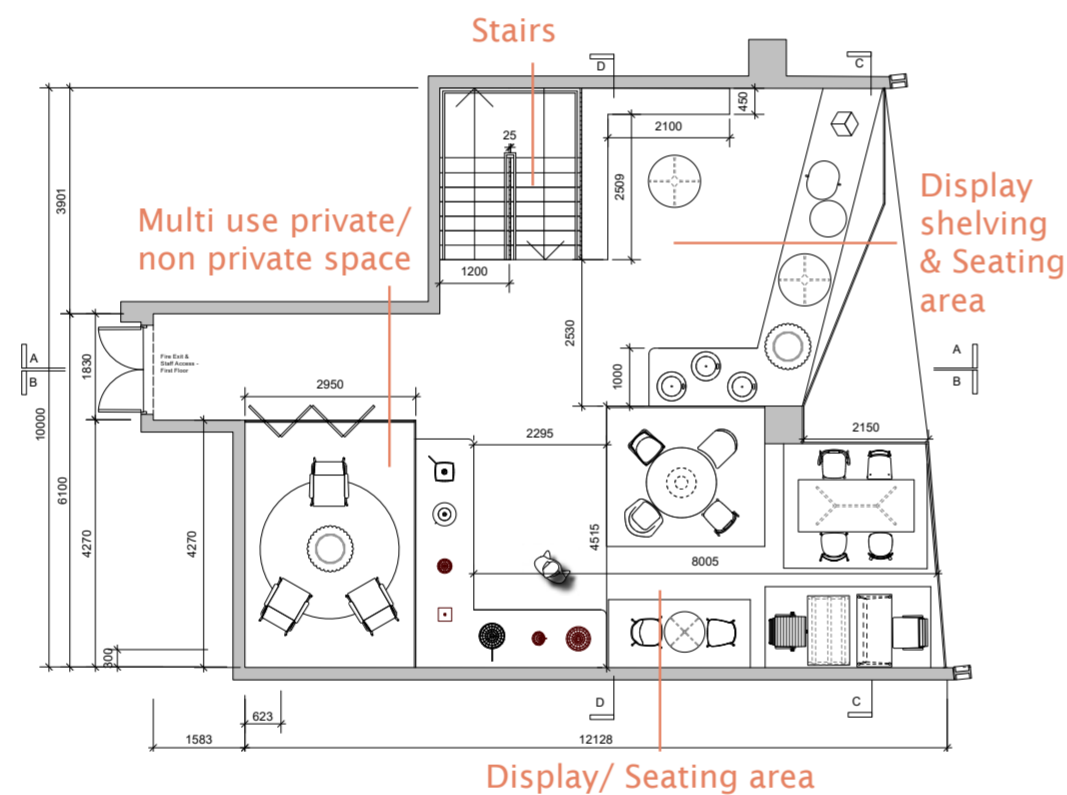 Stairs
D
C
450
25
2100
3901
2509
Multi use private/
non private space
Display
shelving
& Seating
area
1200
2530
Fire Exit &
Staff Access -
First Floor
A
B
1830
10000
2950
1000
A
B
2295
2150
6100
4270
4270
4515
8005
300
D
C
623
1583
12128
Display/ Seating area